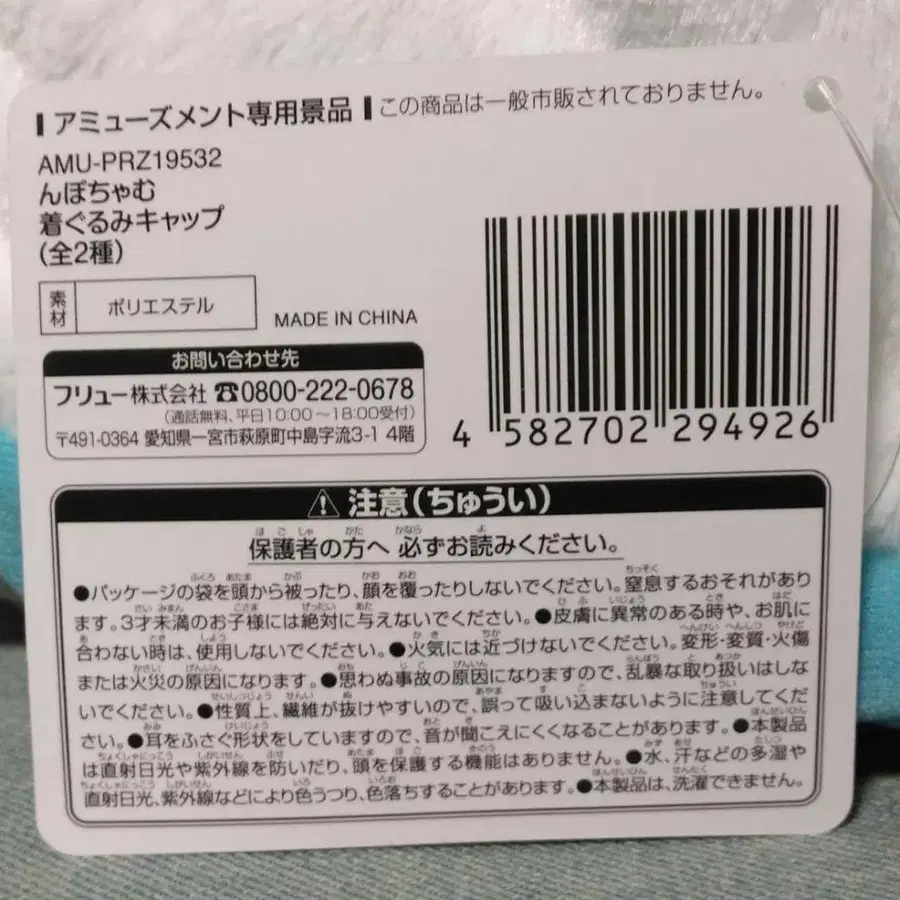 アミューズメント専用景品 この商品は一般市販されておりません。
AMU-PRZ19532
んぽちゃむ
着ぐるみキャップ
(全2種)
素材 ポリエステル
MADE IN CHINA
お問い合わせ先
フリュー株式会社 ☎0800-222-0678
(通話無料、平日10:00~18:00受付)
〒491-0364 愛知県一宮市萩原町中島字流3-1 4階
4 582702 294926
⚠ 注意(ちゅうい)
保護者の方へ 必ずお読みください。
●パッケージの袋を頭から被ったり、顔を覆ったりしないでください。窒息するおそれがあり
ます。3才未満のお子様には絶対に与えないでください。●皮膚に異常のある時や、お肌に
合わない時は、使用しないでください。●火気には近づけないでください。変形・変質・火傷
または火災の原因になります。●思わぬ事故の原因になりますので、乱暴な取り扱いはしな
いでください。●性質上、繊維が抜けやすいので、誤って吸い込まないように注意してくだ
さい。●耳をふさぐ形状をしていますので、音が聞こえにくくなることがあります。●本製品
は直射日光や紫外線を防いだり、頭を保護する機能はありません。●水、汗などの多湿や
直射日光、紫外線などにより色うつり、色落ちすることがあります。●本製品は、洗濯できません。